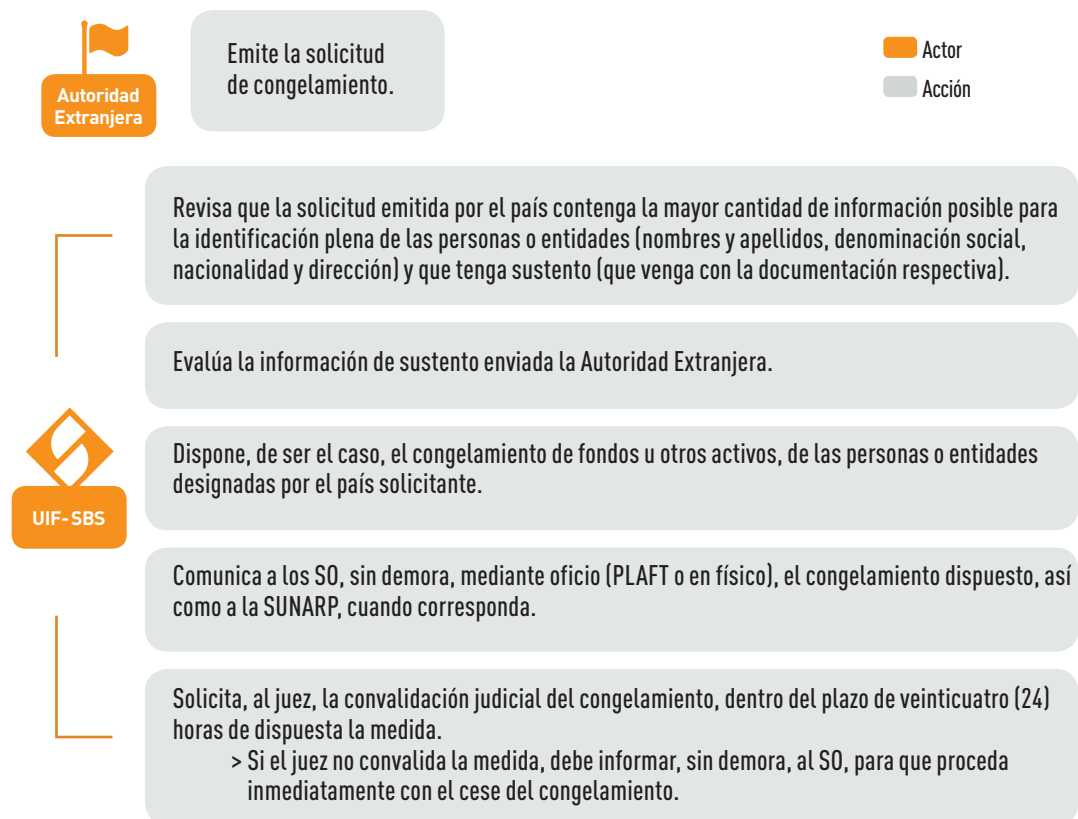 Autoridad
Extranjera
Emite la solicitud
de congelamiento.
Actor
Acción
Revisa que la solicitud emitida por el país contenga la mayor cantidad de información posible para
la identificación plena de las personas o entidades (nombres y apellidos, denominación social,
nacionalidad y dirección) y que tenga sustento (que venga con la documentación respectiva).
Evalúa la información de sustento enviada la Autoridad Extranjera.
Dispone, de ser el caso, el congelamiento de fondos u otros activos, de las personas o entidades
designadas por el país solicitante.
UIF-SBS
Comunica a los SO, sin demora, mediante oficio (PLAFT o en físico), el congelamiento dispuesto, así
como a la SUNARP, cuando corresponda.
Solicita, al juez, la convalidación judicial del congelamiento, dentro del plazo de veinticuatro (24)
horas de dispuesta la medida.
> Si el juez no convalida la medida, debe informar, sin demora, al SO, para que proceda
inmediatamente con el cese del congelamiento.